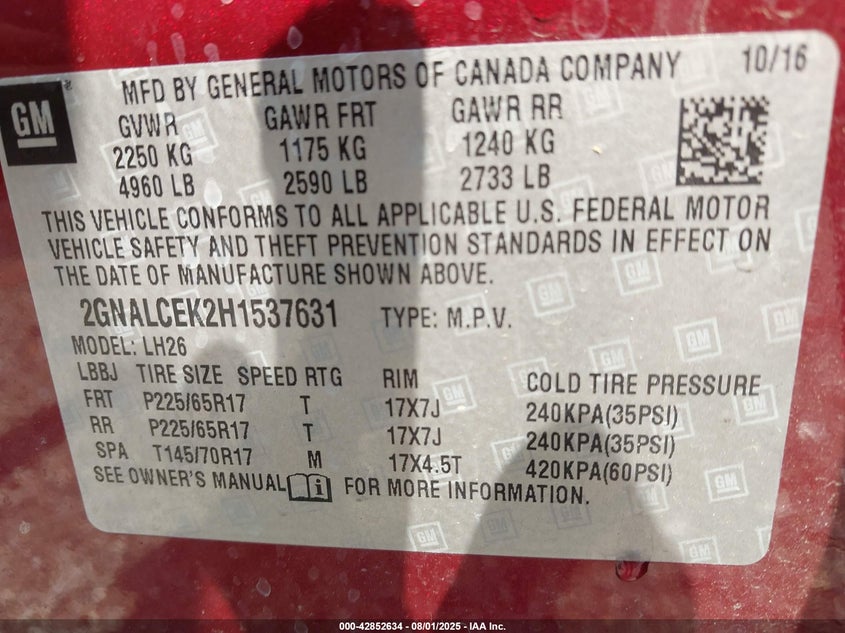 GM
MFD BY GENERAL MOTORS OF CANADA COMPANY 10/16
GVWR GAWR FRT GAWR RR
2250 KG 1175 KG 1240 KG
4960 LB 2590 LB 2733 LB
THIS VEHICLE CONFORMS TO ALL APPLICABLE U.S. FEDERAL MOTOR
VEHICLE SAFETY AND THEFT PREVENTION STANDARDS IN EFFECT ON
THE DATE OF MANUFACTURE SHOWN ABOVE.
2GNALCEK2H1537631 TYPE: M.P.V.
MODEL: LH26
LBBJ TIRE SIZE SPEED RTG RIM COLD TIRE PRESSURE
FRT P225/65R17 T 17X7J 240KPA(35PSI)
RR P225/65R17 T 17X7J 240KPA(35PSI)
SPA T145/70R17 M 17X4.5T 420KPA(60PSI)
SEE OWNER'S MANUAL FOR MORE INFORMATION.
000-42852634 - 08/01/2025 - IAA Inc.